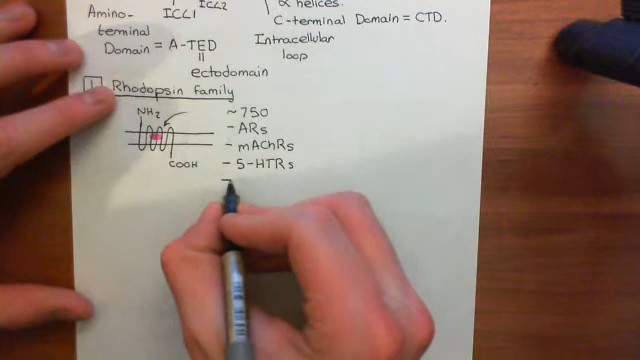 ICL1
ICL2
α helices.
C-terminal Domain = CTD.
Amino-
terminal
Domain = A-TED
=
ectodomain
Intracellular
loop
1 Rhodopsin family
NH2
COOH
~750
- ARs
- mAChRs
- 5-HTRs
-